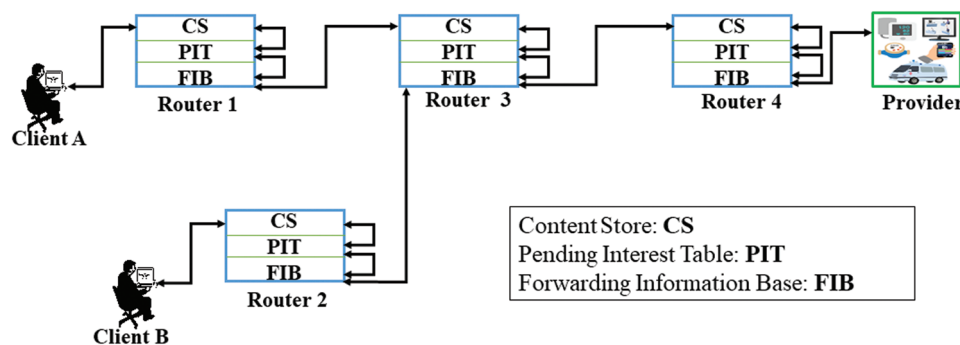 CS
PIT
FIB
Router 1
CS
PIT
FIB
Router 3
CS
PIT
FIB
Router 4
Provider
Client A
CS
PIT
FIB
Router 2
Client B
Content Store: CS
Pending Interest Table: PIT
Forwarding Information Base: FIB